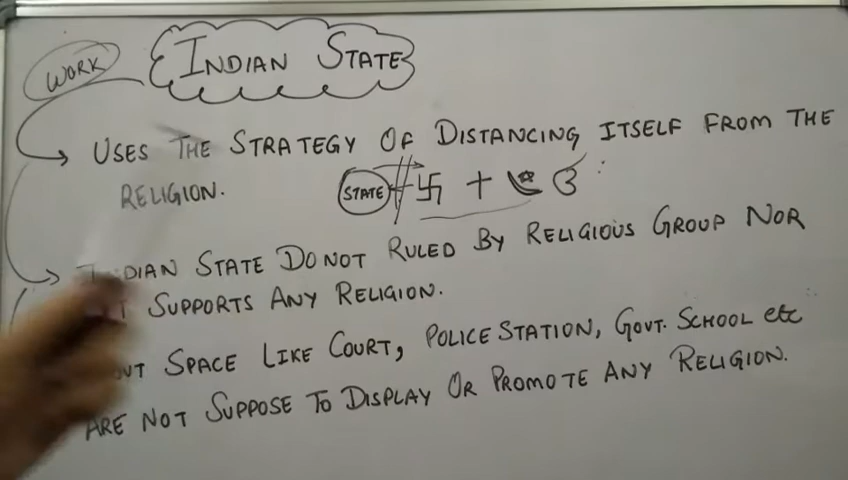 WORK
INDIAN STATE
USES THE STRATEGY OF DISTANCING ITSELF FROM THE
RELIGION.
STATE
INDIAN STATE DO NOT RULED BY RELIGIOUS GROUP NOR
SUPPORTS ANY RELIGION.
SPACE LIKE COURT, POLICE STATION, GOVT. SCHOOL etc
ARE NOT SUPPOSE TO DISPLAY OR PROMOTE ANY RELIGION.